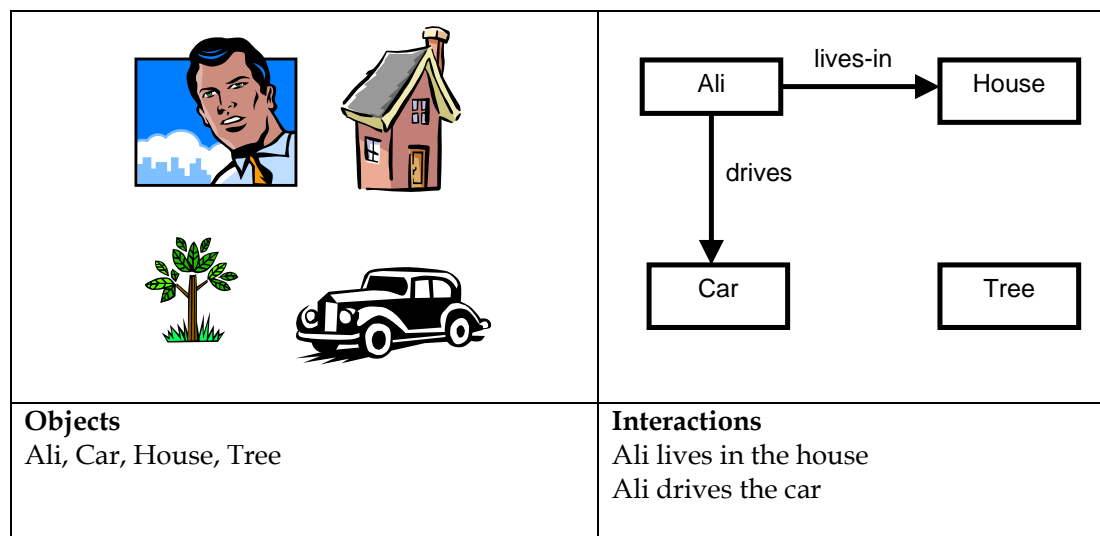 lives-in
Ali
House
drives
Car
Tree
Objects
Ali, Car, House, Tree
Interactions
Ali lives in the house
Ali drives the car